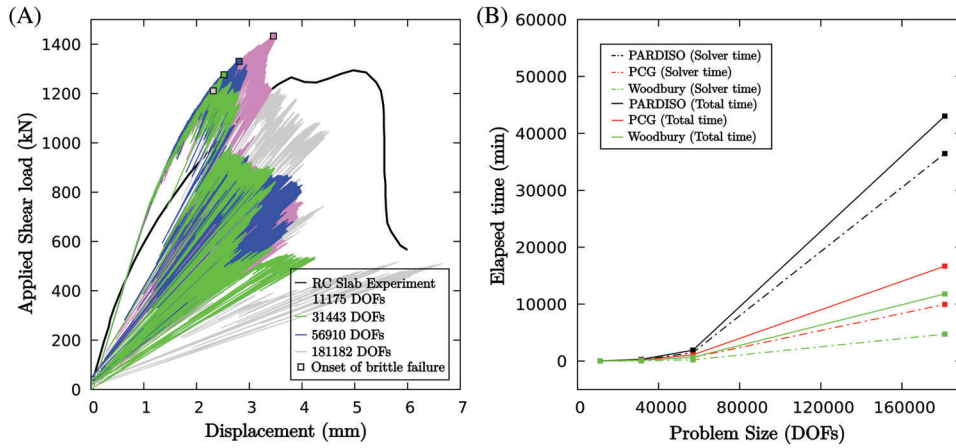 (A)
Applied Shear load (kN)
1400
1200
1000
800
600
400
200
0
0 1 2 3 4 5 6 7
Displacement (mm)
RC Slab Experiment
11175 DOFs
31443 DOFs
56910 DOFs
181182 DOFs
Onset of brittle failure
(B)
Elapsed time (min)
60000
50000
40000
30000
20000
10000
0
0 40000 80000 120000 160000
Problem Size (DOFs)
PARDISO (Solver time)
PCG (Solver time)
Woodbury (Solver time)
PARDISO (Total time)
PCG (Total time)
Woodbury (Total time)